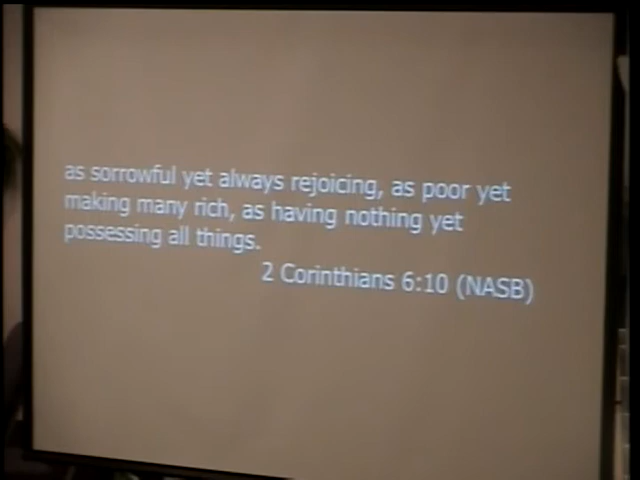 as sorrowful yet always rejoicing, as poor yet
making many rich, as having nothing yet
possessing all things.
2 Corinthians 6:10 (NASB)